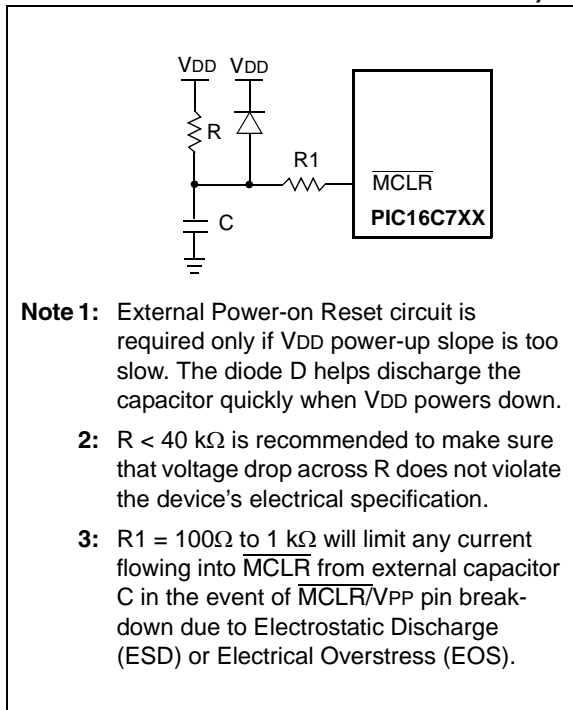 VDD VDD
R
R1
MCLR
C
PIC16C7XX
Note 1: External Power-on Reset circuit is
required only if VDD power-up slope is too
slow. The diode D helps discharge the
capacitor quickly when VDD powers down.
2: R < 40 kΩ is recommended to make sure
that voltage drop across R does not violate
the device's electrical specification.
3: R1 = 100Ω to 1 kΩ will limit any current
flowing into MCLR from external capacitor
C in the event of MCLR/VPP pin break-
down due to Electrostatic Discharge
(ESD) or Electrical Overstress (EOS).